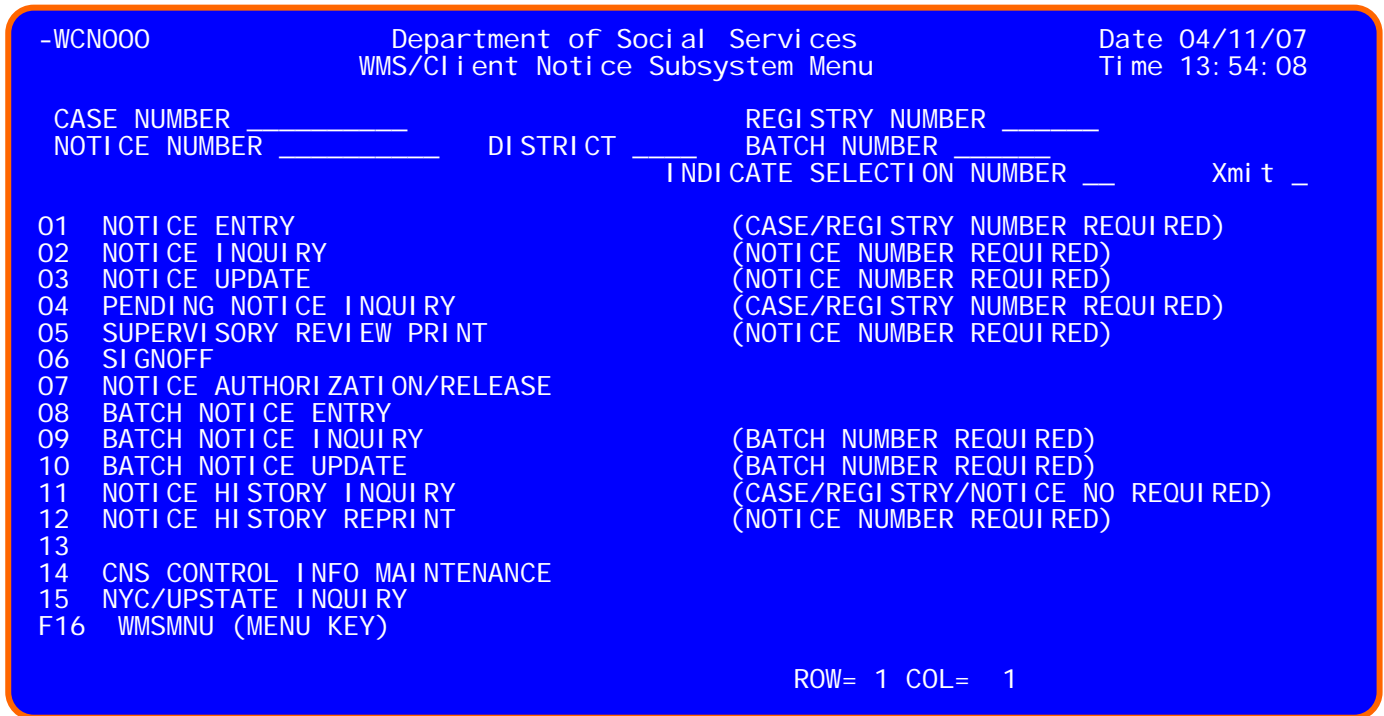 -WCN000 Department of Social Services Date 04/11/07
WMS/Client Notice Subsystem Menu Time 13:54:08
CASE NUMBER __________ REGISTRY NUMBER ______
NOTICE NUMBER __________ DISTRICT ____ BATCH NUMBER ______
INDICATE SELECTION NUMBER __ Xmit _
01 NOTICE ENTRY (CASE/REGISTRY NUMBER REQUIRED)
02 NOTICE INQUIRY (NOTICE NUMBER REQUIRED)
03 NOTICE UPDATE (NOTICE NUMBER REQUIRED)
04 PENDING NOTICE INQUIRY (CASE/REGISTRY NUMBER REQUIRED)
05 SUPERVISORY REVIEW PRINT (NOTICE NUMBER REQUIRED)
06 SIGNOFF
07 NOTICE AUTHORIZATION/RELEASE
08 BATCH NOTICE ENTRY
09 BATCH NOTICE INQUIRY (BATCH NUMBER REQUIRED)
10 BATCH NOTICE UPDATE (BATCH NUMBER REQUIRED)
11 NOTICE HISTORY INQUIRY (CASE/REGISTRY/NOTICE NO REQUIRED)
12 NOTICE HISTORY REPRINT (NOTICE NUMBER REQUIRED)
13
14 CNS CONTROL INFO MAINTENANCE
15 NYC/UPSTATE INQUIRY
F16 WMSMNU (MENU KEY)
ROW= 1 COL= 1